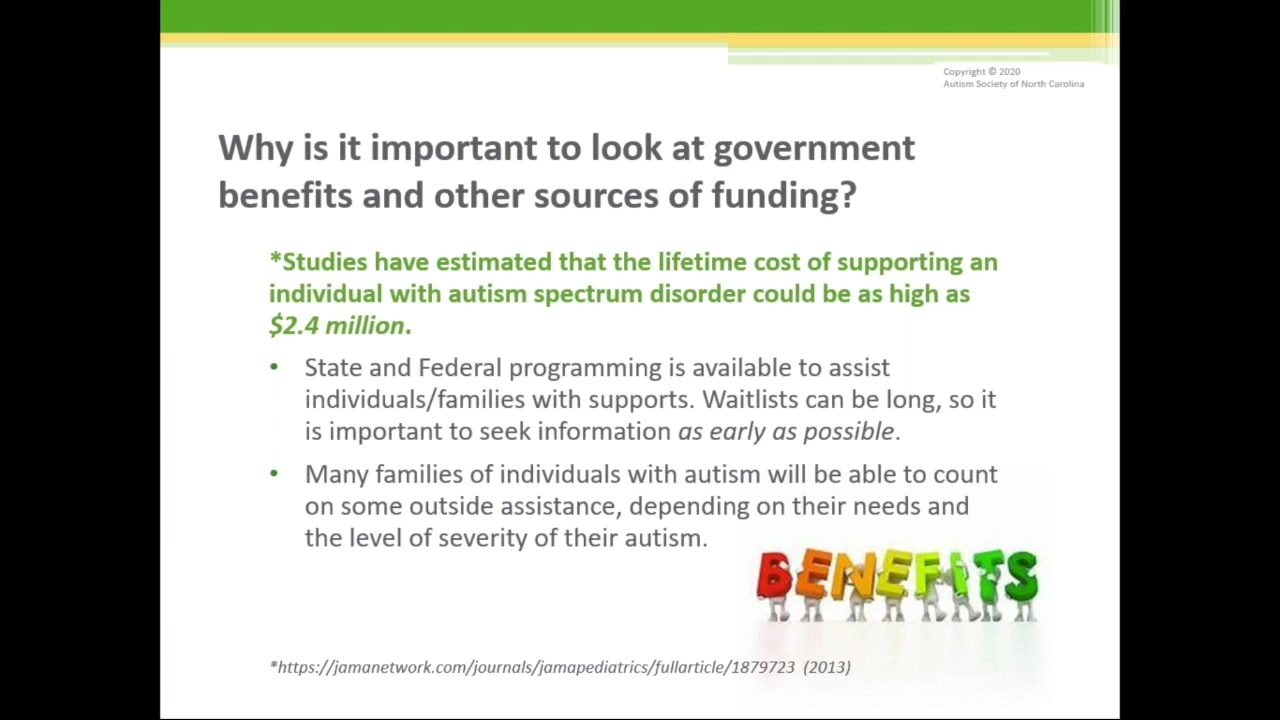 Copyright © 2020
Autism Society of North Carolina
Why is it important to look at government
benefits and other sources of funding?
*Studies have estimated that the lifetime cost of supporting an
individual with autism spectrum disorder could be as high as
$2.4 million.
• State and Federal programming is available to assist
individuals/families with supports. Waitlists can be long, so it
is important to seek information as early as possible.
• Many families of individuals with autism will be able to count
on some outside assistance, depending on their needs and
the level of severity of their autism.
BENEFITS
*https://jamanetwork.com/journals/jamapediatrics/fullarticle/1879723 (2013)